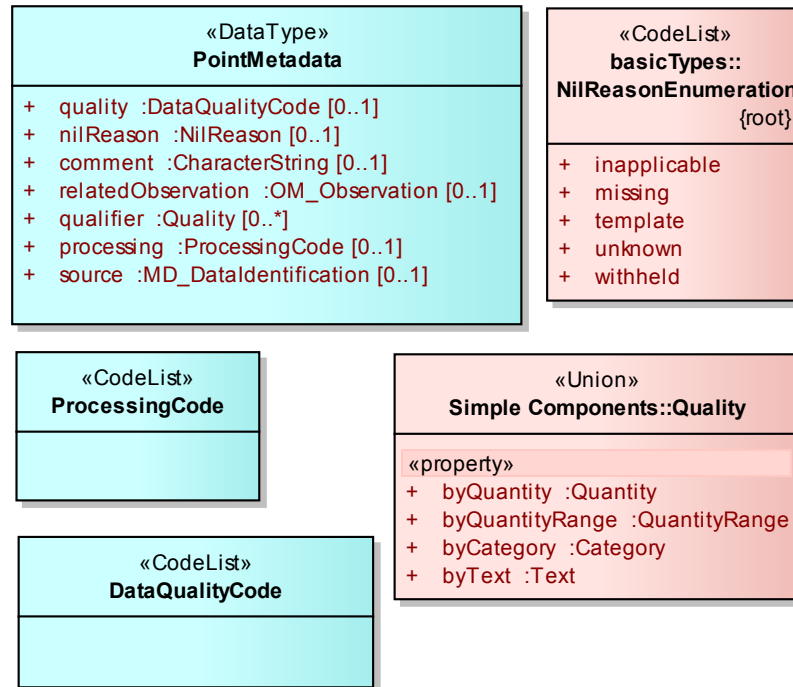 «DataType»
PointMetadata
+ quality :DataQualityCode [0..1]
+ nilReason :NilReason [0..1]
+ comment :CharacterString [0..1]
+ relatedObservation :OM_Observation [0..1]
+ qualifier :Quality [0..*]
+ processing :ProcessingCode [0..1]
+ source :MD_DataIdentification [0..1]
«CodeList»
basicTypes::
NilReasonEnumeration
{root}
+ inapplicable
+ missing
+ template
+ unknown
+ withheld
«CodeList»
ProcessingCode
«Union»
Simple Components::Quality
«property»
+ byQuantity :Quantity
+ byQuantityRange :QuantityRange
+ byCategory :Category
+ byText :Text
«CodeList»
DataQualityCode